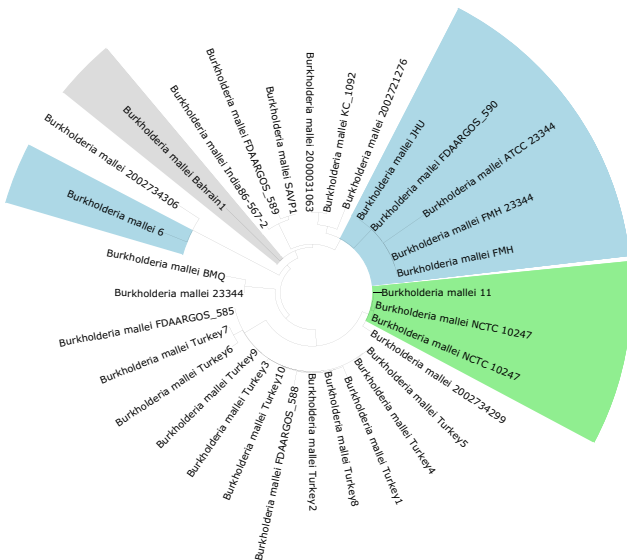 Burkholderia mallei JHU
Burkholderia mallei FDAARGOS_590
Burkholderia mallei ATCC 23344
Burkholderia mallei FMH 23344
Burkholderia mallei FMH
Burkholderia mallei 11
Burkholderia mallei NCTC 10247
Burkholderia mallei NCTC 10247
Burkholderia mallei 2002734299
Burkholderia mallei Turkey5
Burkholderia mallei Turkey4
Burkholderia mallei Turkey1
Burkholderia mallei Turkey8
Burkholderia mallei Turkey2
Burkholderia mallei FDAARGOS_588
Burkholderia mallei Turkey10
Burkholderia mallei Turkey3
Burkholderia mallei Turkey9
Burkholderia mallei Turkey6
Burkholderia mallei Turkey7
Burkholderia mallei FDAARGOS_585
Burkholderia mallei 23344
Burkholderia mallei BMQ
Burkholderia mallei 6
Burkholderia mallei 2002734306
Burkholderia mallei Bahrain1
Burkholderia mallei India86-567-2
Burkholderia mallei FDAARGOS_589
Burkholderia mallei SAVP1
Burkholderia mallei 2000031063
Burkholderia mallei KC_1092
Burkholderia mallei 2002721276